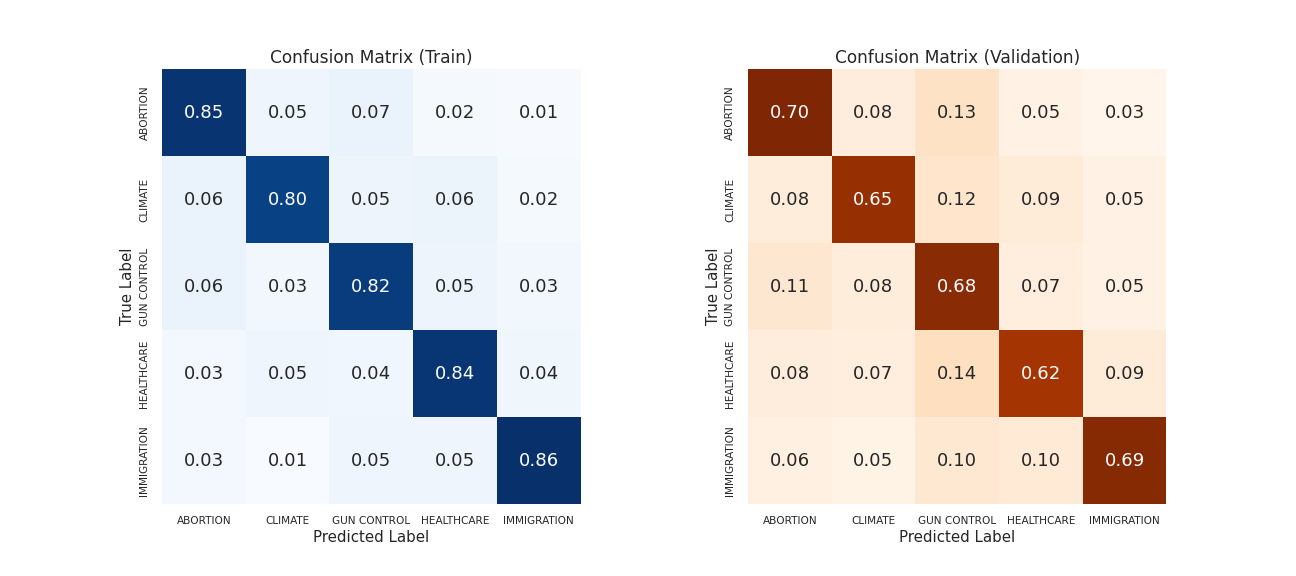 Confusion Matrix (Train)
True Label
ABORTION
0.85 0.05 0.07 0.02 0.01
CLIMATE
0.06 0.80 0.05 0.06 0.02
GUN CONTROL
0.06 0.03 0.82 0.05 0.03
HEALTHCARE
0.03 0.05 0.04 0.84 0.04
IMMIGRATION
0.03 0.01 0.05 0.05 0.86
ABORTION CLIMATE GUN CONTROL HEALTHCARE IMMIGRATION
Predicted Label
Confusion Matrix (Validation)
True Label
ABORTION
0.70 0.08 0.13 0.05 0.03
CLIMATE
0.08 0.65 0.12 0.09 0.05
GUN CONTROL
0.11 0.08 0.68 0.07 0.05
HEALTHCARE
0.08 0.07 0.14 0.62 0.09
IMMIGRATION
0.06 0.05 0.10 0.10 0.69
ABORTION CLIMATE GUN CONTROL HEALTHCARE IMMIGRATION
Predicted Label